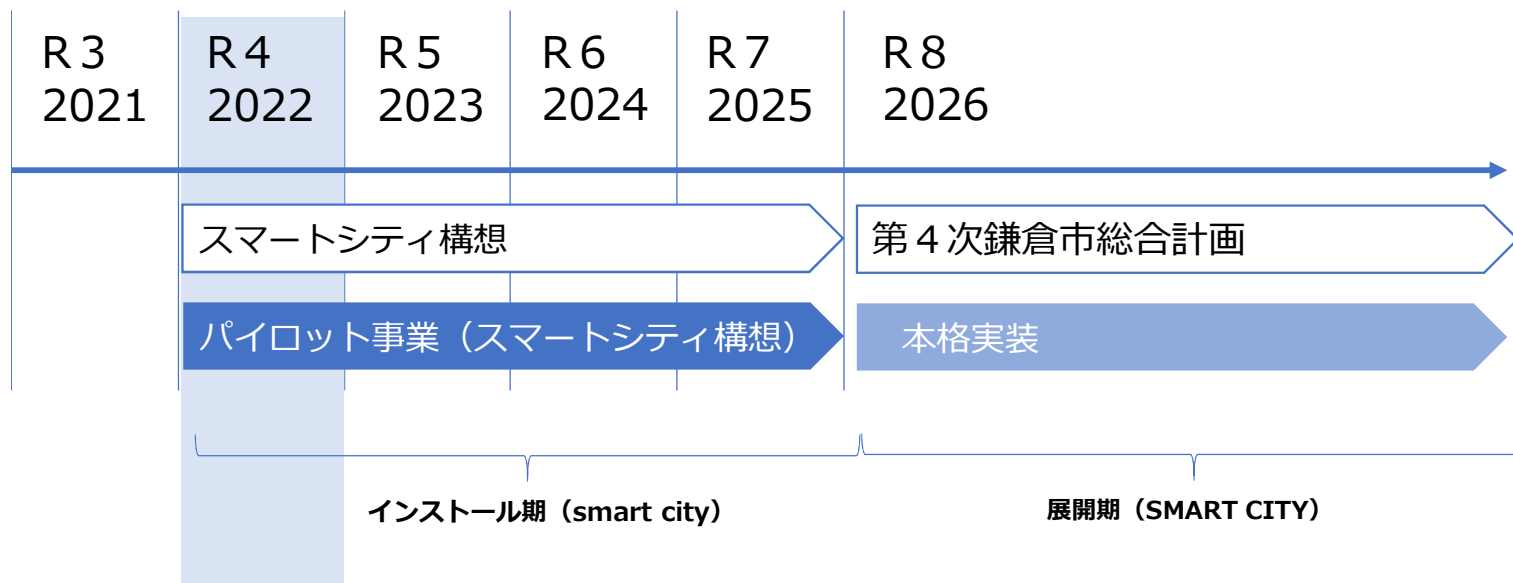 R３
2021
R４
2022
R５
2023
R６
2024
R７
2025
R８
2026
スマートシティ構想
第４次鎌倉市総合計画
パイロット事業（スマートシティ構想）
本格実装
インストール期（smart city）
展開期（SMART CITY）